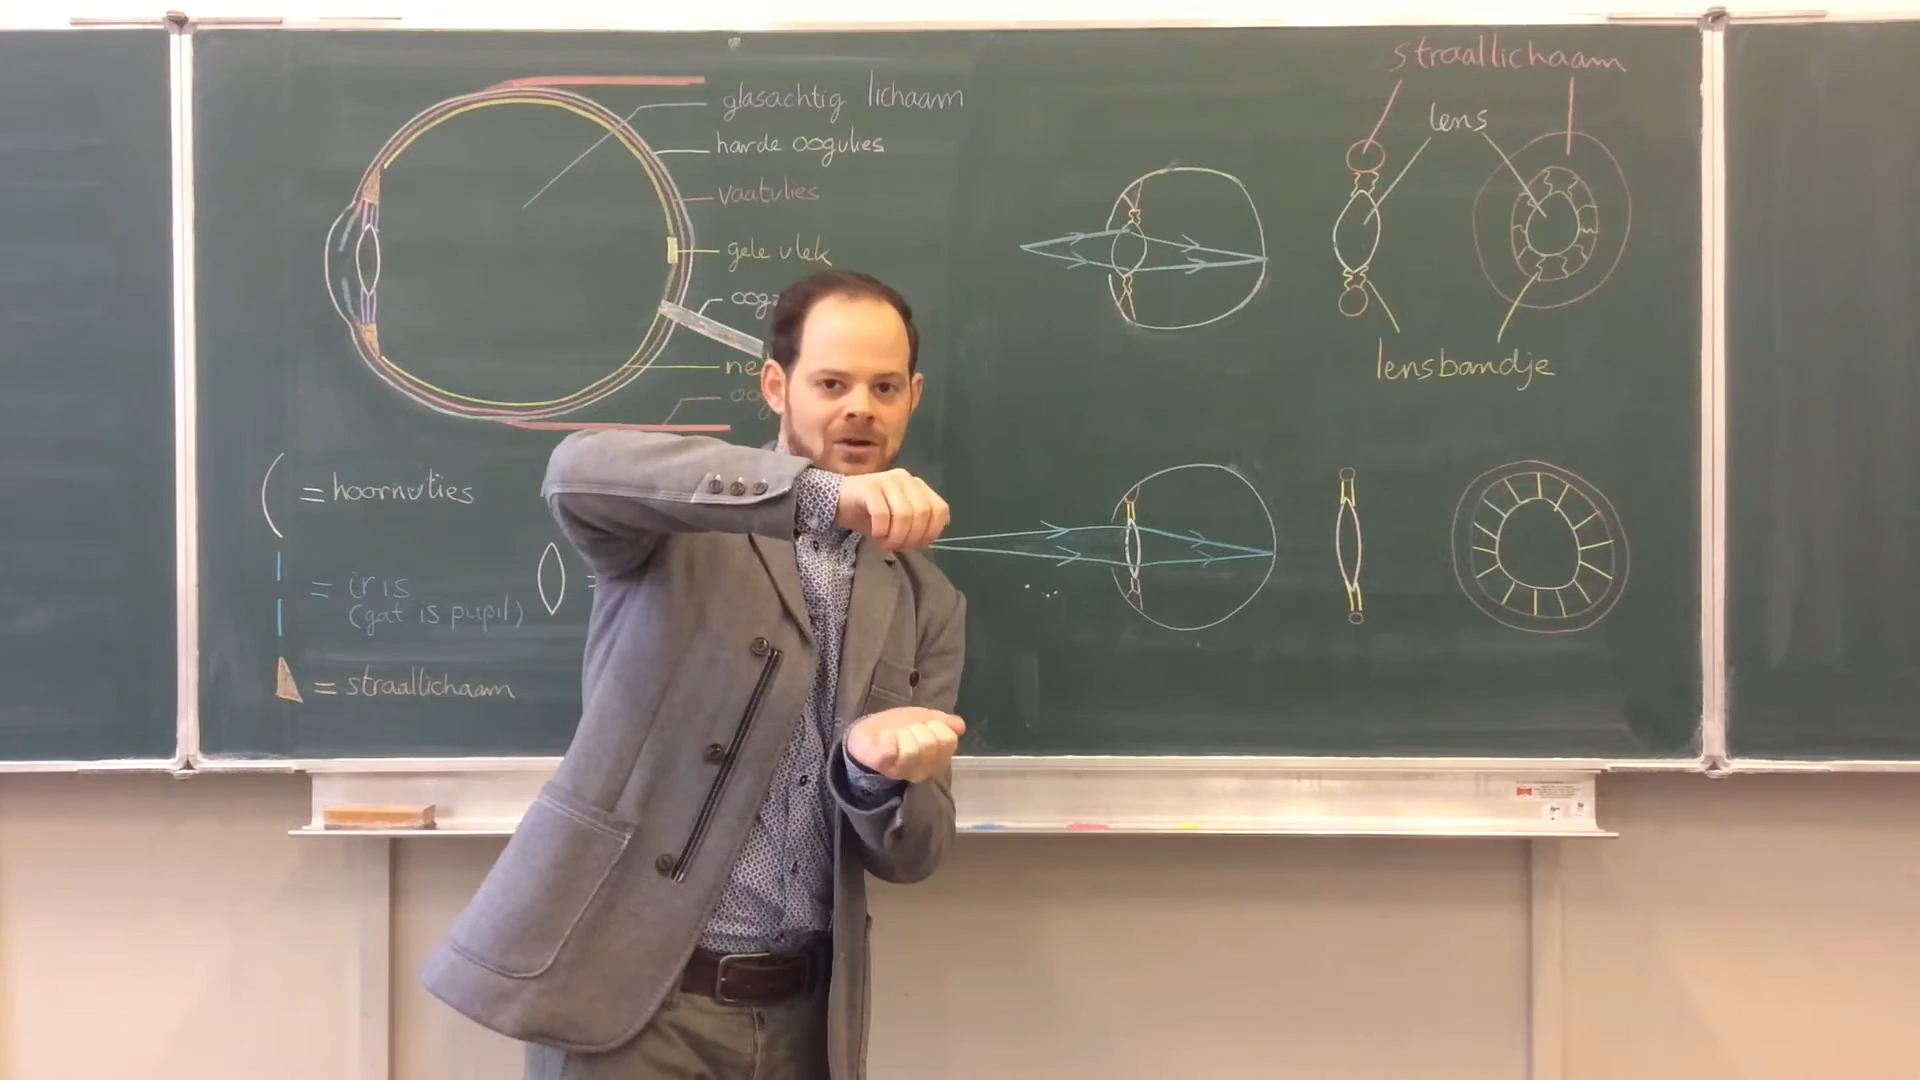 glasachtig lichaam
harde oogvlies
vaatvlies
gele vlek
= hoornvlies
= iris
(gat is pupil)
= straallichaam
=
straallichaam
lens
lensbandje